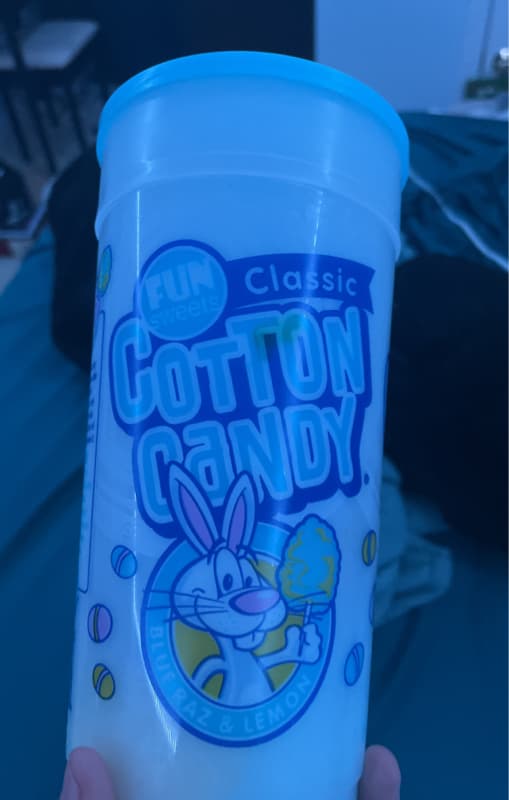 FUN
sweets
Classic
COTTON
CANDY
BLUE RAZ & LEMON